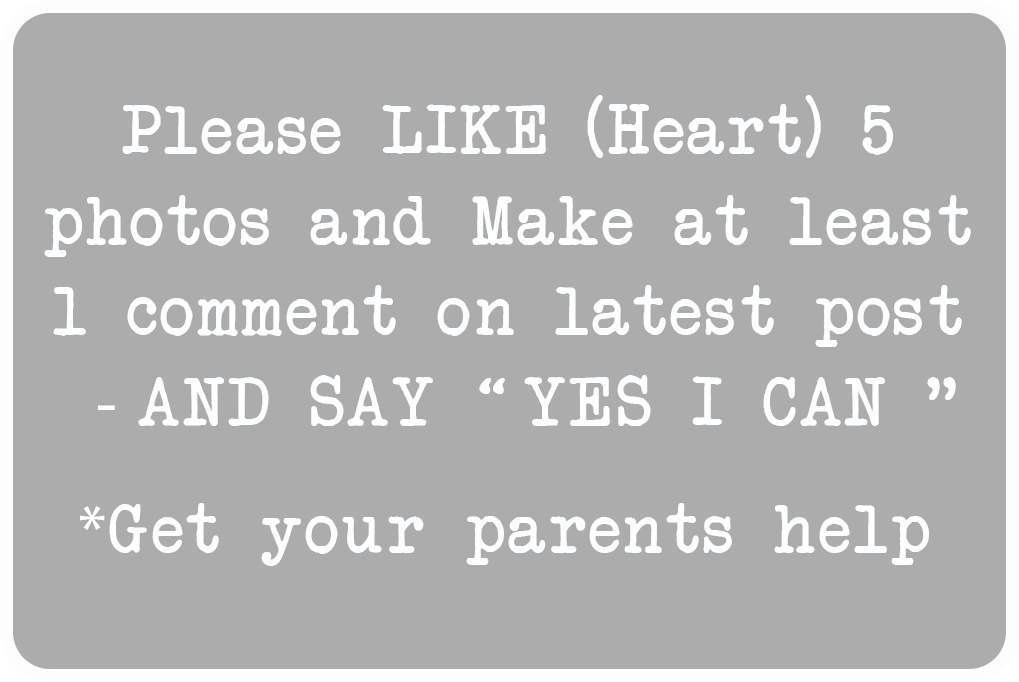 Please LIKE (Heart) 5
photos and Make at least
1 comment on latest post
- AND SAY “YES I CAN ”
*Get your parents help